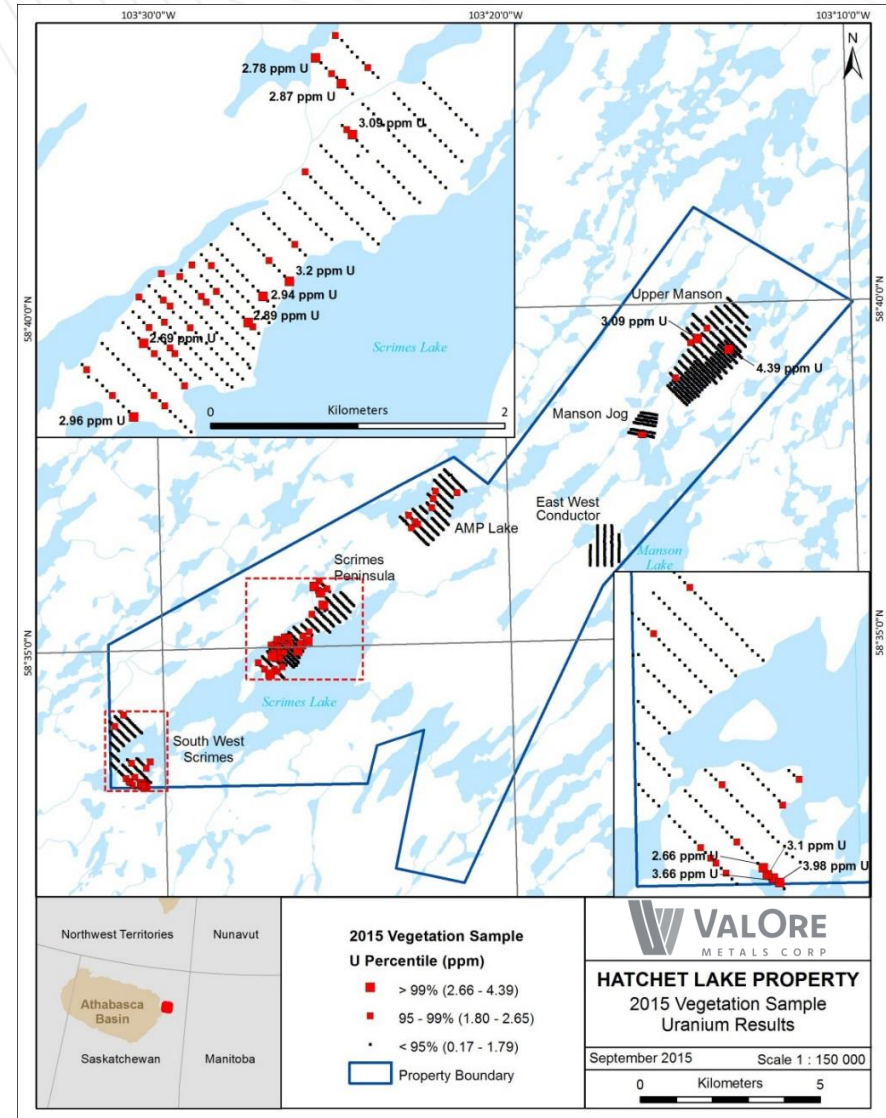 103°30'0"W
103°20'0"W
103°10'0"W
N
2.78 ppm U
2.87 ppm U
3.09 ppm U
3.2 ppm U
2.94 ppm U
2.89 ppm U
2.69 ppm U
2.96 ppm U
Scrimes Lake
Kilometers
0
2
58°40'0"N
58°40'0"N
Upper Manson
3.09 ppm U
4.39 ppm U
Manson Jog
AMP Lake
East West
Conductor
Manson
Lake
Scrimes
Peninsula
58°35'0"N
58°35'0"N
Scrimes Lake
South West
Scrimes
3.1 ppm U
2.66 ppm U
3.98 ppm U
3.66 ppm U
Northwest Territories
Nunavut
Athabasca
Basin
Saskatchewan
Manitoba
2015 Vegetation Sample
U Percentile (ppm)
> 99% (2.66 - 4.39)
95 - 99% (1.80 - 2.65)
< 95% (0.17 - 1.79)
Property Boundary
VALORE
METALS CORP
HATCHET LAKE PROPERTY
2015 Vegetation Sample
Uranium Results
September 2015
Scale 1 : 150 000
Kilometers
0
5